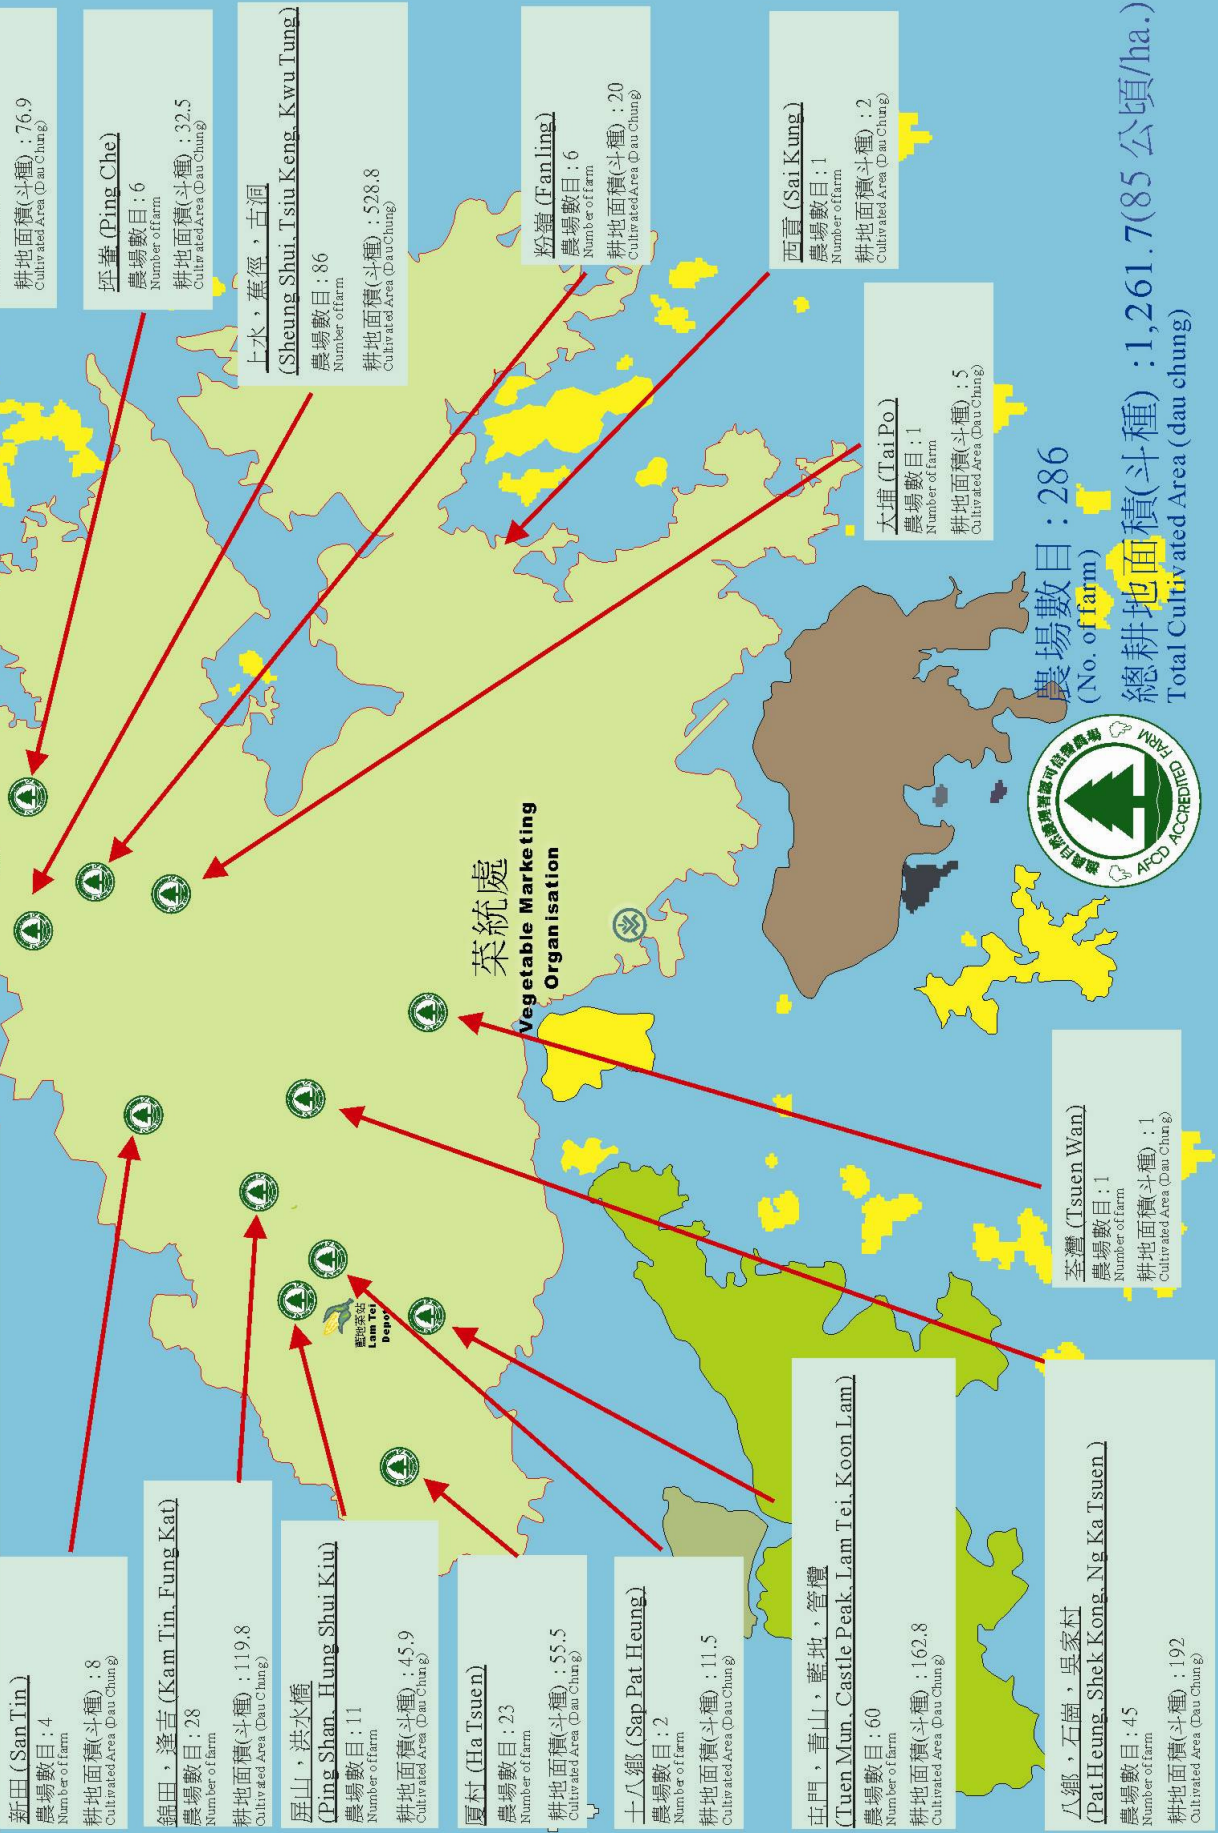 新田 (San Tin )
農場數目 : 4
Number of farm
耕地面積(斗種) : 8
Cultivated Area (Dau Chung)
錦田，逢吉 (Kam Tin, Fung Kat)
農場數目 : 28
Number of farm
耕地面積(斗種) : 119.8
Cultivated Area (Dau Chung)
屏山，洪水橋
(Ping Shan, Hung Shui Kiu)
農場數目 : 11
Number of farm
耕地面積(斗種) : 45.9
Cultivated Area (Dau Chung)
厦村 (Ha Tsuen)
農場數目 : 23
Number of farm
耕地面積(斗種) : 55.5
Cultivated Area (Dau Chung)
十八鄉 (Sap Pat Heung)
農場數目 : 2
Number of farm
耕地面積(斗種) : 11.5
Cultivated Area (Dau Chung)
屯門，青山，藍地，管欖
(Tuen Mun, Castle Peak, Lam Tei, Koon Lam)
農場數目 : 60
Number of farm
耕地面積(斗種) : 162.8
Cultivated Area (Dau Chung)
八鄉，石崗，吳家村
(Pat Heung, Shek Kong, Ng Ka Tsuen )
農場數目 : 45
Number of farm
耕地面積(斗種) : 192
Cultivated Area (Dau Chung)
荃灣 (Tsuen Wan)
農場數目 : 1
Number of farm
耕地面積(斗種) : 1
Cultivated Area (Dau Chung)
藍地菜站
Lam Tei
Depot
菜統處
Vegetable Marketing
Organisation
耕地面積(斗種) : 76.9
Cultivated Area (Dau Chung)
坪輋 (Ping Che)
農場數目 : 6
Number of farm
耕地面積(斗種) : 32.5
Cultivated Area (Dau Chung)
上水，蕉徑，古洞
(Sheung Shui, Tsiu Keng, Kwu Tung)
農場數目 : 86
Number of farm
耕地面積(斗種) : 528.8
Cultivated Area (Dau Chung)
粉嶺 (Fanling)
農場數目 : 6
Number of farm
耕地面積(斗種) : 20
Cultivated Area (Dau Chung)
西貢 (Sai Kung )
農場數目 : 1
Number of farm
耕地面積(斗種) : 2
Cultivated Area (Dau Chung)
大埔 (Tai Po )
農場數目 : 1
Number of farm
耕地面積(斗種) : 5
Cultivated Area (Dau Chung)
漁農自然護理署認可信譽農場
AFCD ACCREDITED FARM
農場數目 : 286
(No. of farm)
總耕地面積(斗種) : 1,261.7(85 公頃/ha.)
Total Cultivated Area (dau chung)